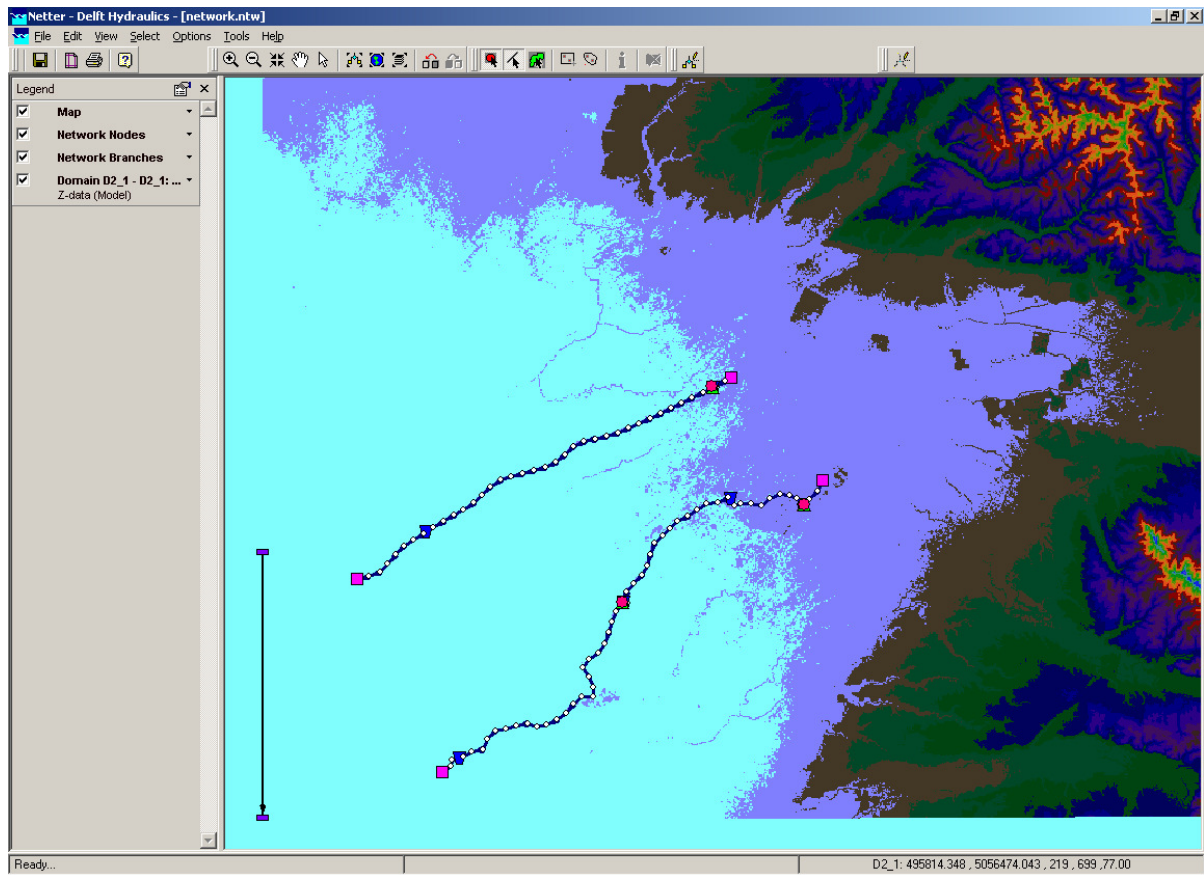 Netter - Delft Hydraulics - [network.ntw]
File Edit View Select Options Tools Help
Legend
Map
Network Nodes
Network Branches
Domain D2_1 - D2_1: ...
Z-data (Model)
Ready...
D2_1: 495814.348 , 5056474.043 , 219 , 699 ,77.00